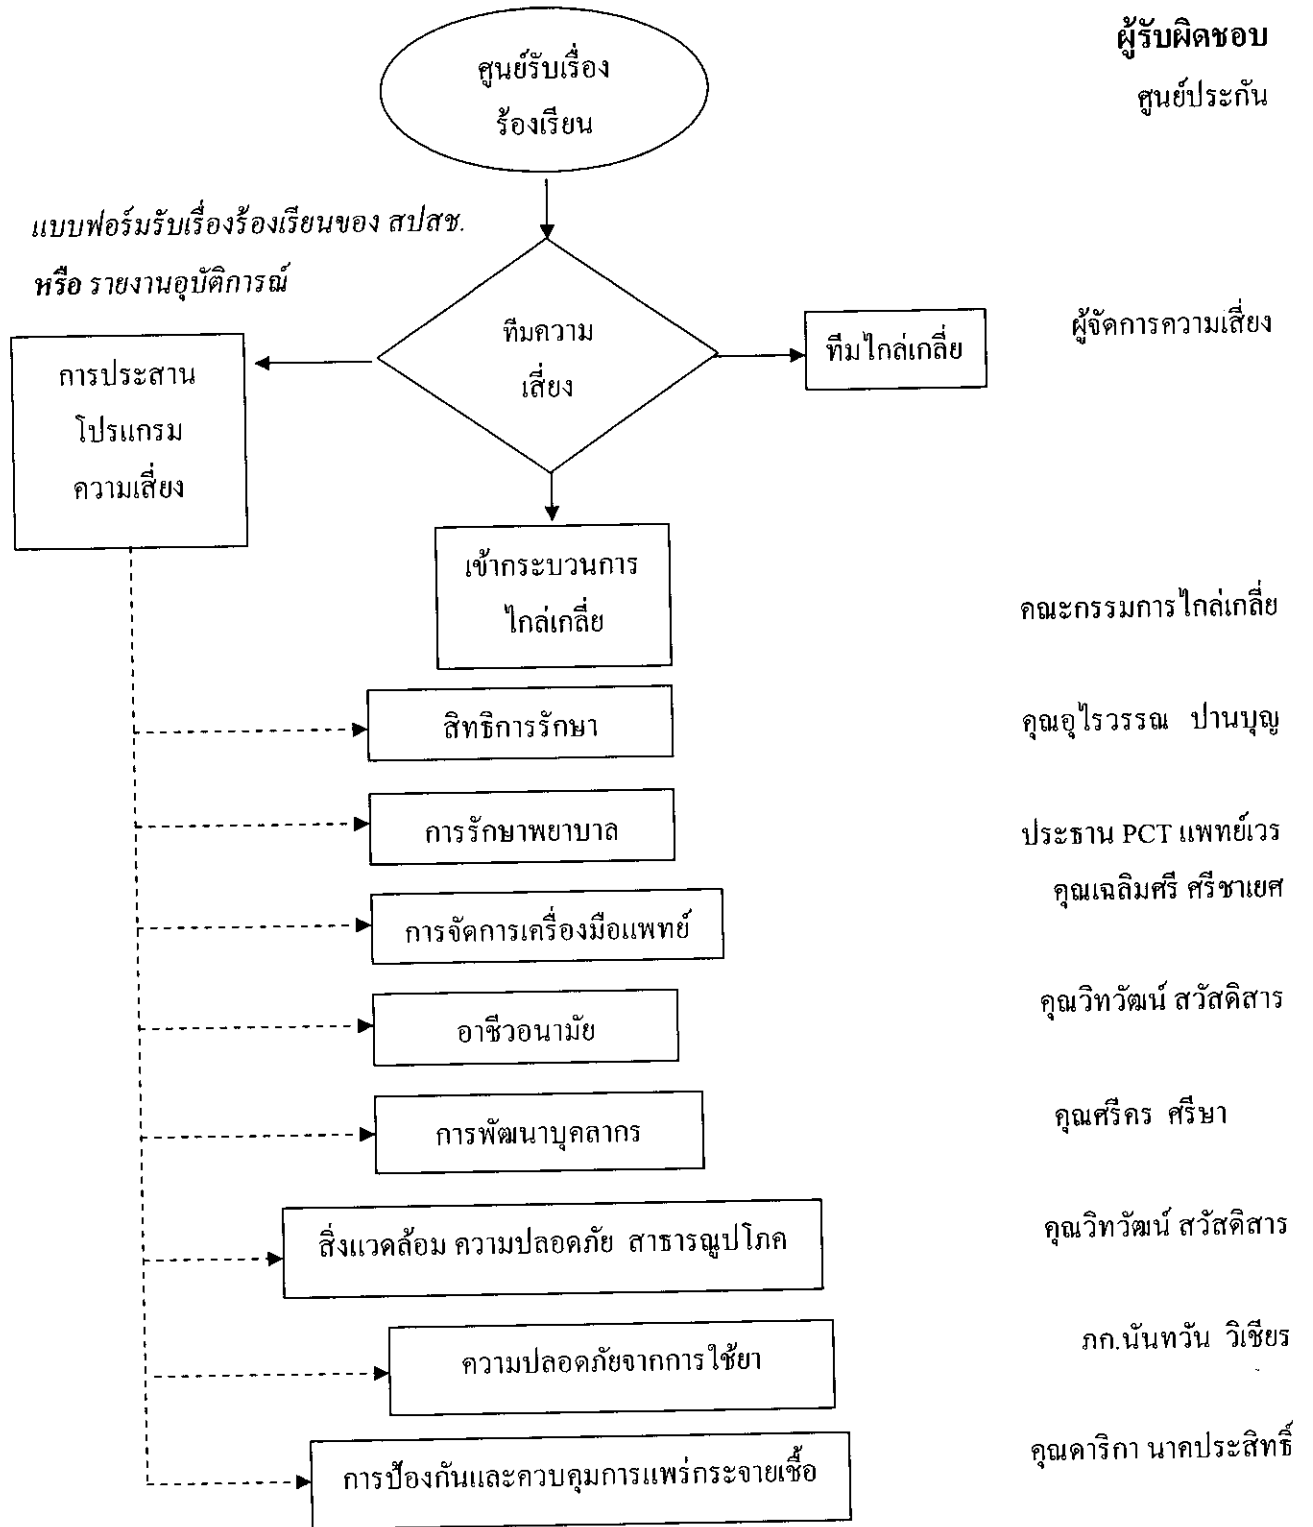 ผู้รับผิดชอบ
ศูนย์รับเรื่อง
ร้องเรียน
ศูนย์ประกัน
แบบฟอร์มรับเรื่องร้องเรียนของ สปสช.
หรือ รายงานอุบัติการณ์
ทีมความ
เสี่ยง
ทีมไกล่เกลี่ย
ผู้จัดการความเสี่ยง
การประสาน
โปรแกรม
ความเสี่ยง
เข้ากระบวนการ
ไกล่เกลี่ย
คณะกรรมการไกล่เกลี่ย
สิทธิการรักษา
คุณอุไรวรรณ ปานบุญ
การรักษาพยาบาล
ประธาน PCT แพทย์เวร
คุณเฉลิมศรี ศรีชาเยศ
การจัดการเครื่องมือแพทย์
อาชีวอนามัย
คุณวิทวัฒน์ สวัสดิสาร
การพัฒนาบุคลากร
คุณศรีคร ศรีษา
สิ่งแวดล้อม ความปลอดภัย สาธารณูปโภค
คุณวิทวัฒน์ สวัสดิสาร
ความปลอดภัยจากการใช้ยา
ภก.นันทวัน วิเชียร
การป้องกันและควบคุมการแพร่กระจายเชื้อ
คุณดาริกา นาคประสิทธิ์